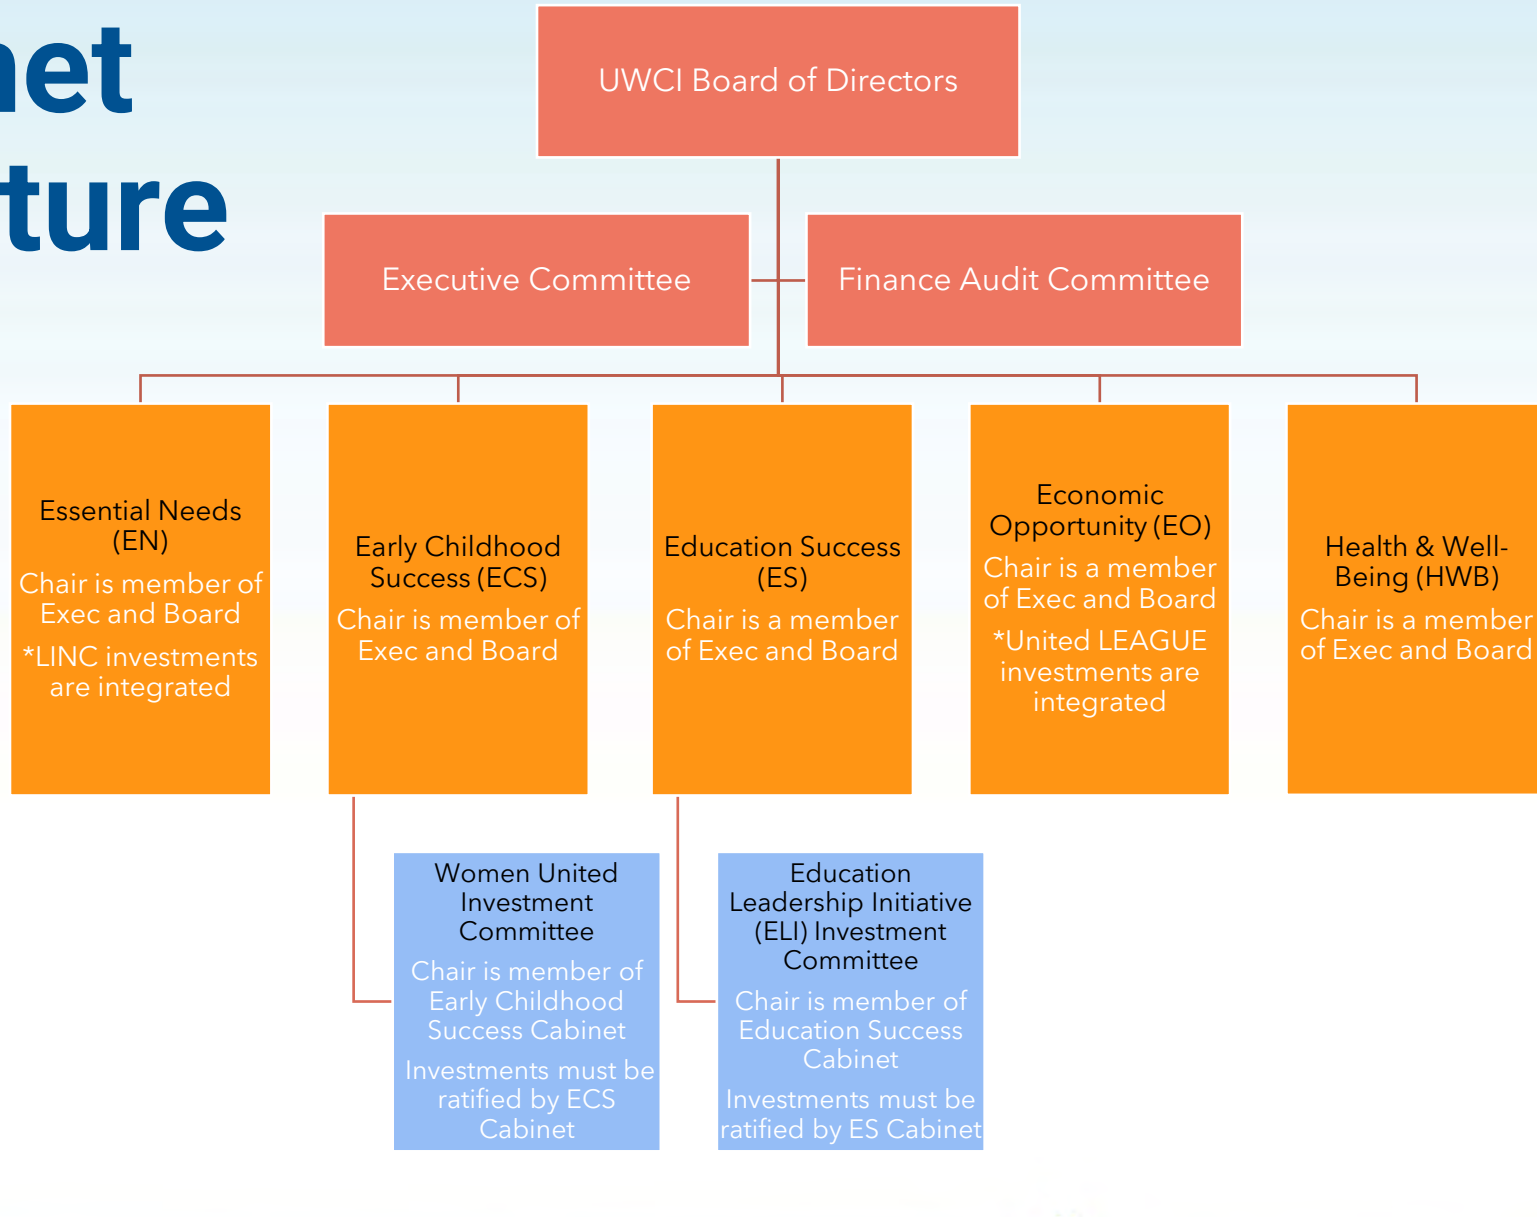 net
ture
UWCI Board of Directors
Executive Committee
Finance Audit Committee
Essential Needs
(EN)
Chair is member of
Exec and Board
*LINC investments
are integrated
Early Childhood
Success (ECS)
Chair is member of
Exec and Board
Education Success
(ES)
Chair is a member
of Exec and Board
Economic
Opportunity (EO)
Chair is a member
of Exec and Board
*United LEAGUE
investments are
integrated
Health & Well-
Being (HWB)
Chair is a member
of Exec and Board
Women United
Investment
Committee
Chair is member of
Early Childhood
Success Cabinet
Investments must be
ratified by ECS
Cabinet
Education
Leadership Initiative
(ELI) Investment
Committee
Chair is member of
Education Success
Cabinet
Investments must be
ratified by ES Cabinet